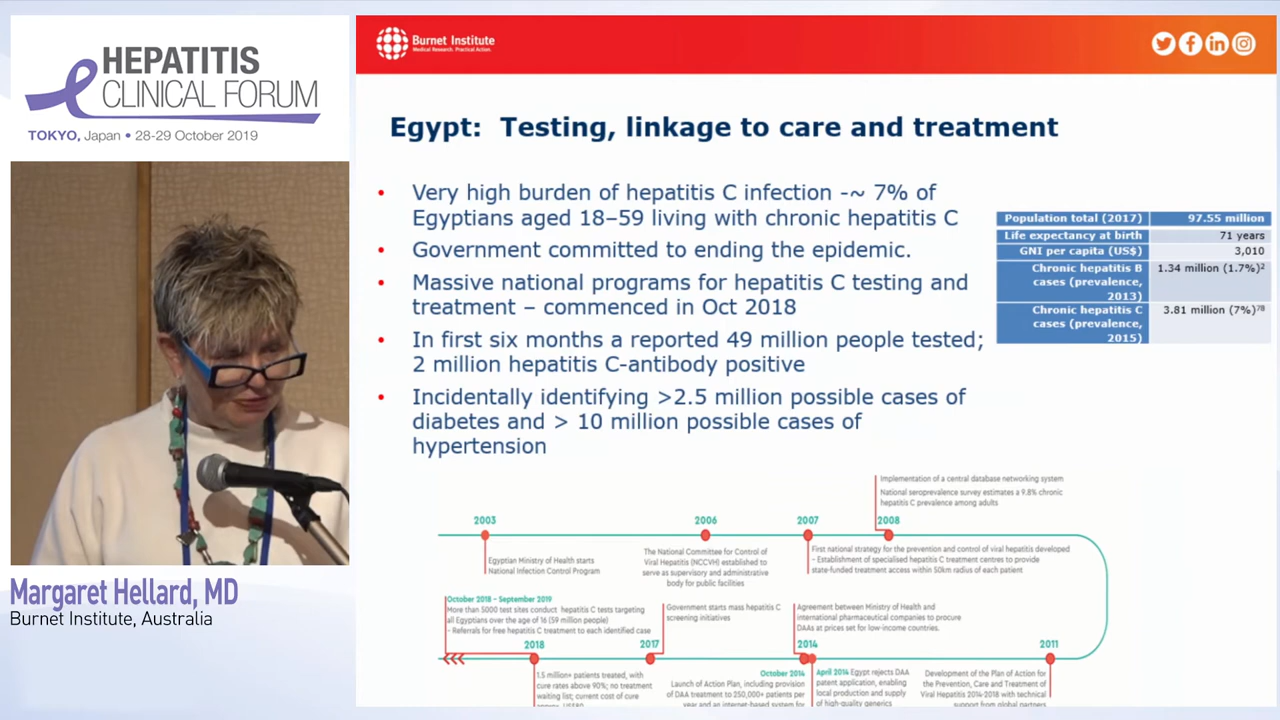 HEPATITIS
CLINICAL FORUM
TOKYO, Japan • 28-29 October 2019
Margaret Hellard, MD
Burnet Institute, Australia
Burnet Institute
Medical Research. Practical Action.
Egypt: Testing, linkage to care and treatment
• Very high burden of hepatitis C infection -~ 7% of
Egyptians aged 18–59 living with chronic hepatitis C
• Government committed to ending the epidemic.
• Massive national programs for hepatitis C testing and
treatment – commenced in Oct 2018
• In first six months a reported 49 million people tested;
2 million hepatitis C-antibody positive
• Incidentally identifying >2.5 million possible cases of
diabetes and > 10 million possible cases of
hypertension
Population total (2017) 97.55 million
Life expectancy at birth 71 years
GNI per capita (US$) 3,010
Chronic hepatitis B 1.34 million (1.7%)²
cases (prevalence,
2013)
Chronic hepatitis C 3.81 million (7%)⁷⁸
cases (prevalence,
2015)
Implementation of a central database networking system
National seroprevalence survey estimates a 9.8% chronic
hepatitis C prevalence among adults
2003
2006
2007
2008
Egyptian Ministry of Health starts
National Infection Control Program
The National Committee for Control of
Viral Hepatitis (NCCVH) established to
serve as supervisory and administrative
body for public facilities
First national strategy for the prevention and control of viral hepatitis developed
- Establishment of specialised hepatitis C treatment centres to provide
state-funded treatment access within 50km radius of each patient
October 2018 - September 2019
More than 5000 test sites conduct hepatitis C tests targeting
all Egyptians over the age of 16 (59 million people)
- Referrals for free hepatitis C treatment to each identified case
Government starts mass hepatitis C
screening initiatives
Agreement between Ministry of Health and
international pharmaceutical companies to procure
DAAs at prices set for low-income countries.
2018
2017
2014
2011
1.5 million+ patients treated, with
cure rates above 90%; no treatment
waiting list; current cost of cure
approx. US$80
October 2014
Launch of Action Plan, including provision
of DAA treatment to 250,000+ patients per
year and an internet-based system for
April 2014 Egypt rejects DAA
patent application, enabling
local production and supply
of high-quality generics
Development of the Plan of Action for
the Prevention, Care and Treatment of
Viral Hepatitis 2014-2018 with technical
support from global partners